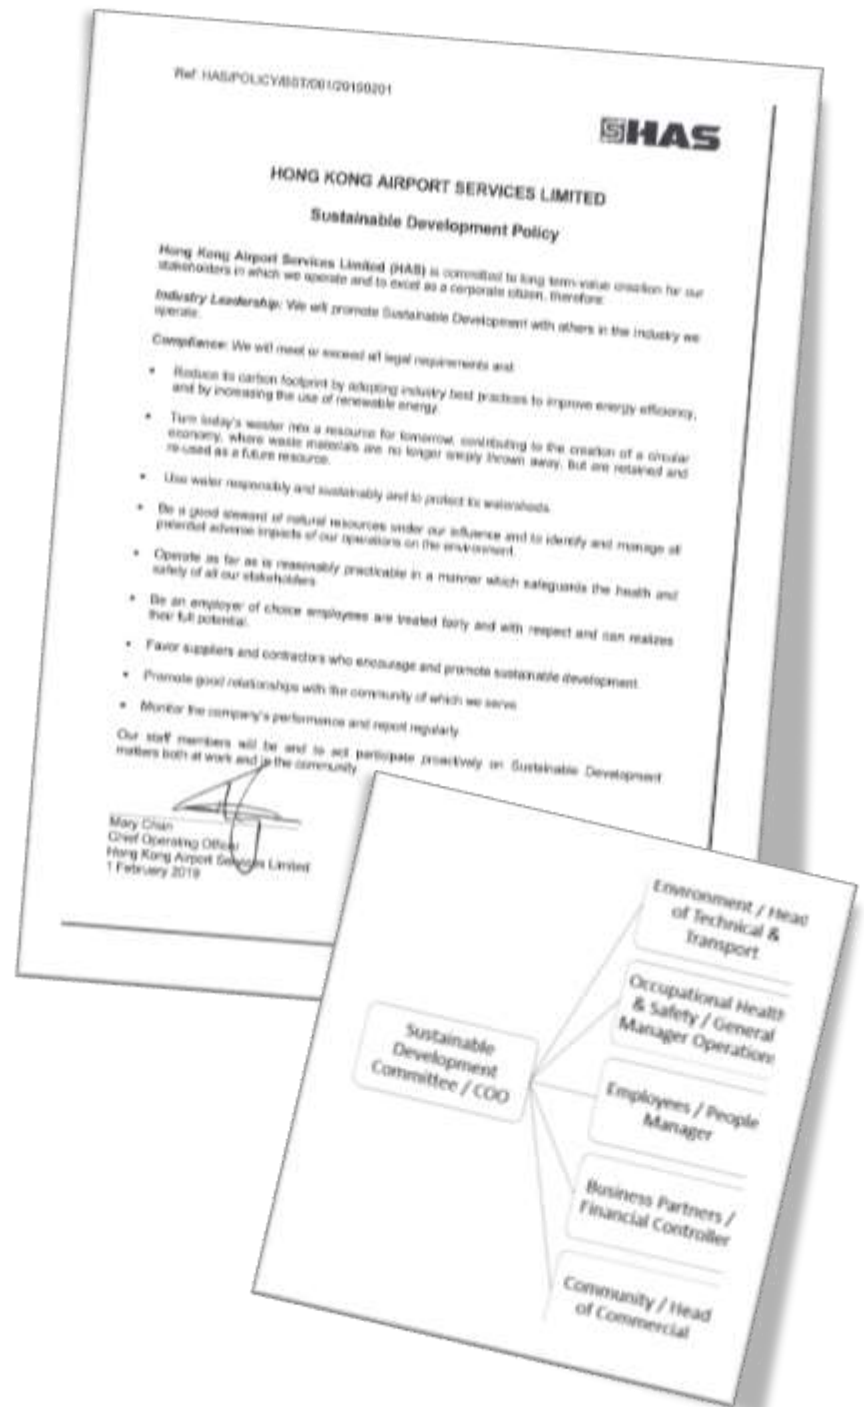 Ref: HAS/POLICY/
HAS
HONG KONG AIRPORT SERVICES LIMITED
Sustainable Development Policy
Hong Kong Airport Services Limited (HAS) is committed to long term value creation for our
stakeholders in which we operate and to excel as a corporate citizen, therefore:
Industry Leadership: We will promote Sustainable Development with others in the industry we
operate.
Compliance: We will meet or exceed all legal requirements and:
• Reduce its carbon footprint by adopting industry best practices to improve energy efficiency,
and by increasing the use of renewable energy.
• Turn today's waster into a resource for tomorrow, contributing to the creation of a circular
economy, where waste materials are no longer simply thrown away, but are retained and
re-used as a future resource.
• Use water responsibly and sustainably and to protect its watersheds.
• Be a good steward of natural resources under our influence and to identify and manage all
potential adverse impacts of our operations on the environment.
• Operate as far as is reasonably practicable in a manner which safeguards the health and
safety of all our stakeholders.
• Be an employer of choice employees are treated fairly and with respect and can realizes
their full potential.
• Favor suppliers and contractors who encourage and promote sustainable development.
• Promote good relationships with the community of which we serve.
• Monitor the company's performance and report regularly.
Our staff members will be and to act participate proactively on Sustainable Development
matters both at work and in the community.
Mary Chan
Chief Operating Officer
Hong Kong Airport Services Limited
1 February 2019
Sustainable
Development
Committee / COO
Environment / Head
of Technical &
Transport
Occupational Health
& Safety / General
Manager Operations
Employees / People
Manager
Business Partners /
Financial Controller
Community / Head
of Commercial